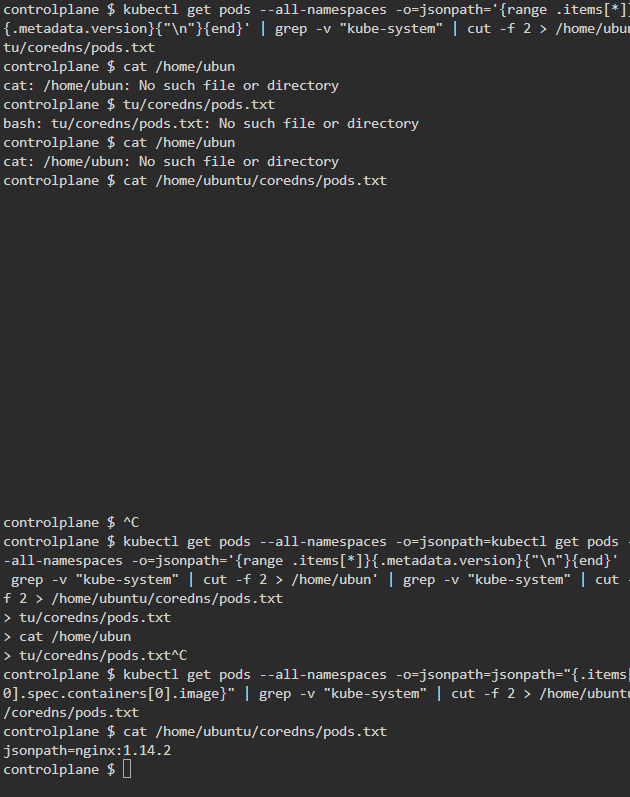 controlplane $ kubectl get pods --all-namespaces -o=jsonpath='{range .items[*]}
{.metadata.version}{"\n"}{end}' | grep -v "kube-system" | cut -f 2 > /home/ubun
tu/coredns/pods.txt
controlplane $ cat /home/ubun
cat: /home/ubun: No such file or directory
controlplane $ tu/coredns/pods.txt
bash: tu/coredns/pods.txt: No such file or directory
controlplane $ cat /home/ubun
cat: /home/ubun: No such file or directory
controlplane $ cat /home/ubuntu/coredns/pods.txt
controlplane $ ^C
controlplane $ kubectl get pods --all-namespaces -o=jsonpath=kubectl get pods -
-all-namespaces -o=jsonpath='{range .items[*]}{.metadata.version}{"\n"}{end}'
grep -v "kube-system" | cut -f 2 > /home/ubun' | grep -v "kube-system" | cut -
f 2 > /home/ubuntu/coredns/pods.txt
> tu/coredns/pods.txt
> cat /home/ubun
> tu/coredns/pods.txt^C
controlplane $ kubectl get pods --all-namespaces -o=jsonpath=jsonpath="{.items[
0].spec.containers[0].image}" | grep -v "kube-system" | cut -f 2 > /home/ubuntu
/coredns/pods.txt
controlplane $ cat /home/ubuntu/coredns/pods.txt
jsonpath=nginx:1.14.2
controlplane $